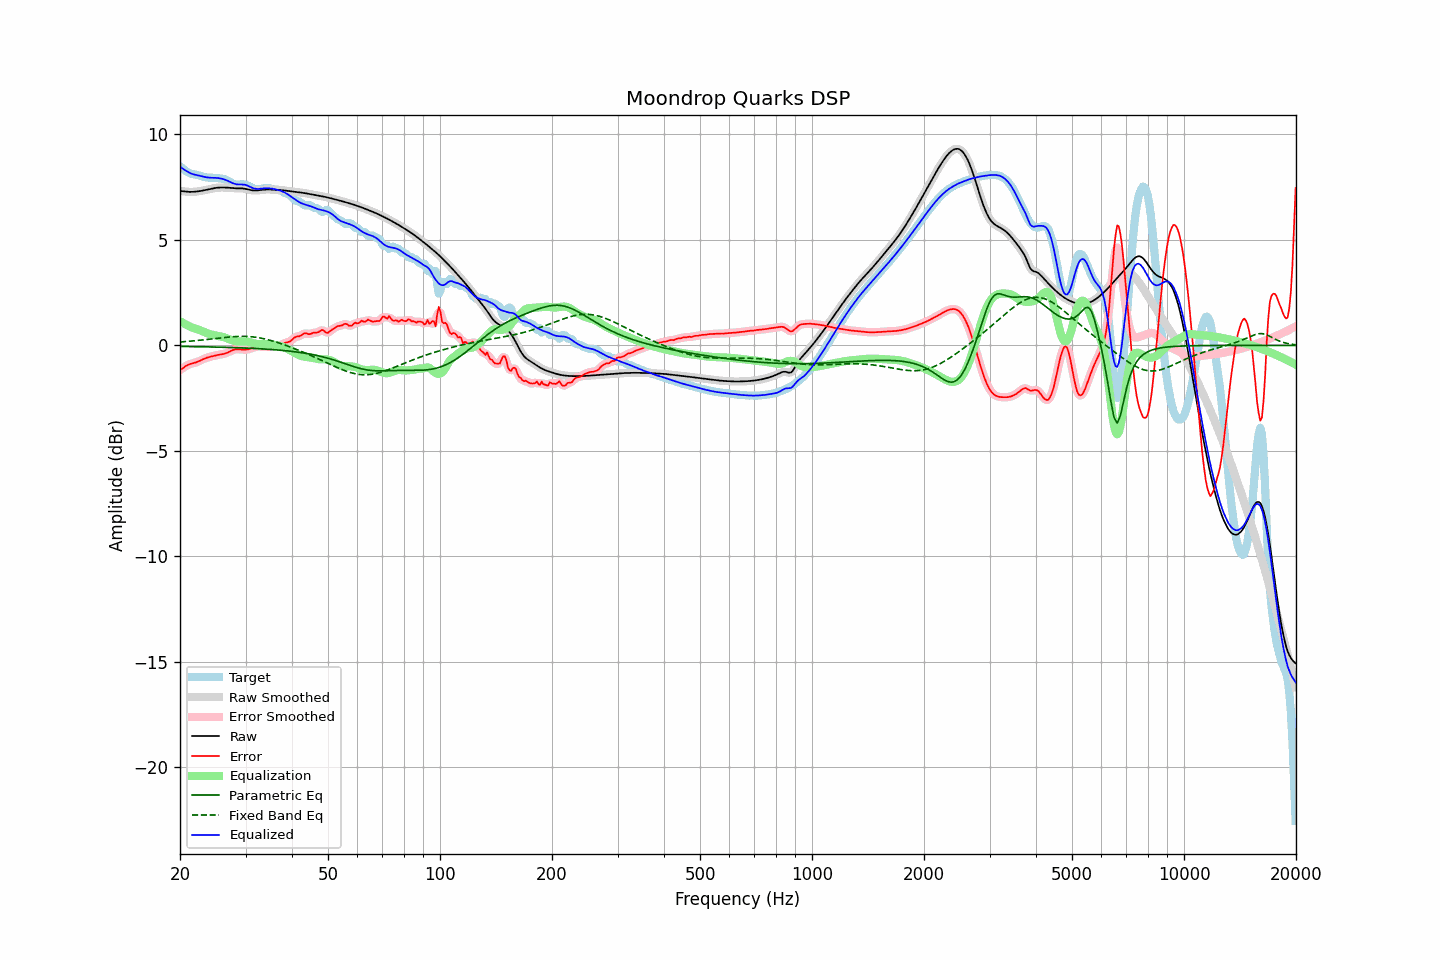 Moondrop Quarks DSP
Amplitude (dBr)
10
5
0
−5
−10
−15
−20
Target
Raw Smoothed
Error Smoothed
Raw
Error
Equalization
Parametric Eq
Fixed Band Eq
Equalized
20 50 100 200 500 1000 2000 5000 10000 20000
Frequency (Hz)